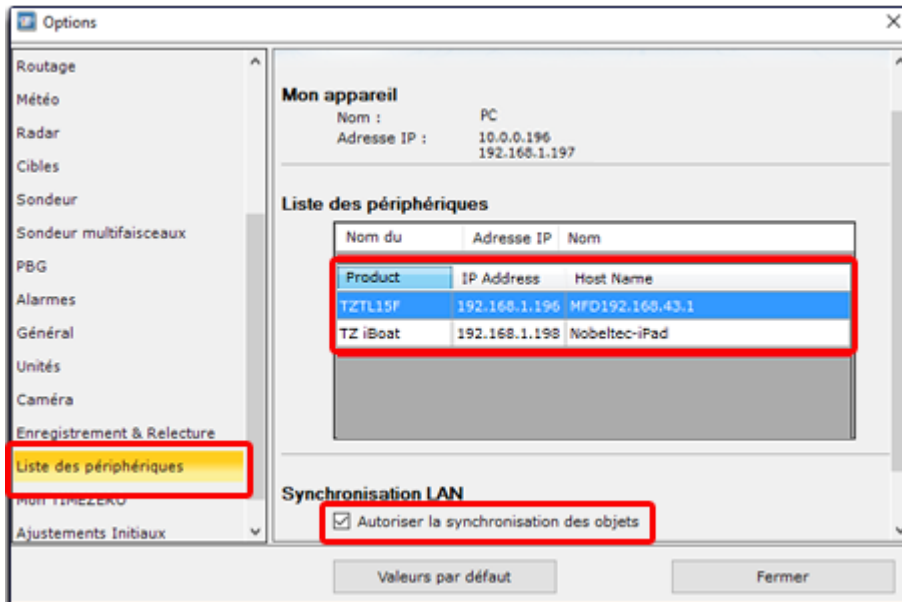 Options
Routage
Météo
Radar
Cibles
Sondeur
Sondeur multifaisceaux
PBG
Alarmes
Général
Unités
Caméra
Enregistrement & Relecture
Liste des périphériques
Mon TIMEZERO
Ajustements Initiaux
Mon appareil
Nom : PC
Adresse IP : 10.0.0.196
192.168.1.197
Liste des périphériques
Nom du Adresse IP Nom
Product IP Address Host Name
TZTL15F 192.168.1.196 MFD192.168.43.1
TZ iBoat 192.168.1.198 Nobeltec-iPad
Synchronisation LAN
Autoriser la synchronisation des objets
Valeurs par défaut Fermer